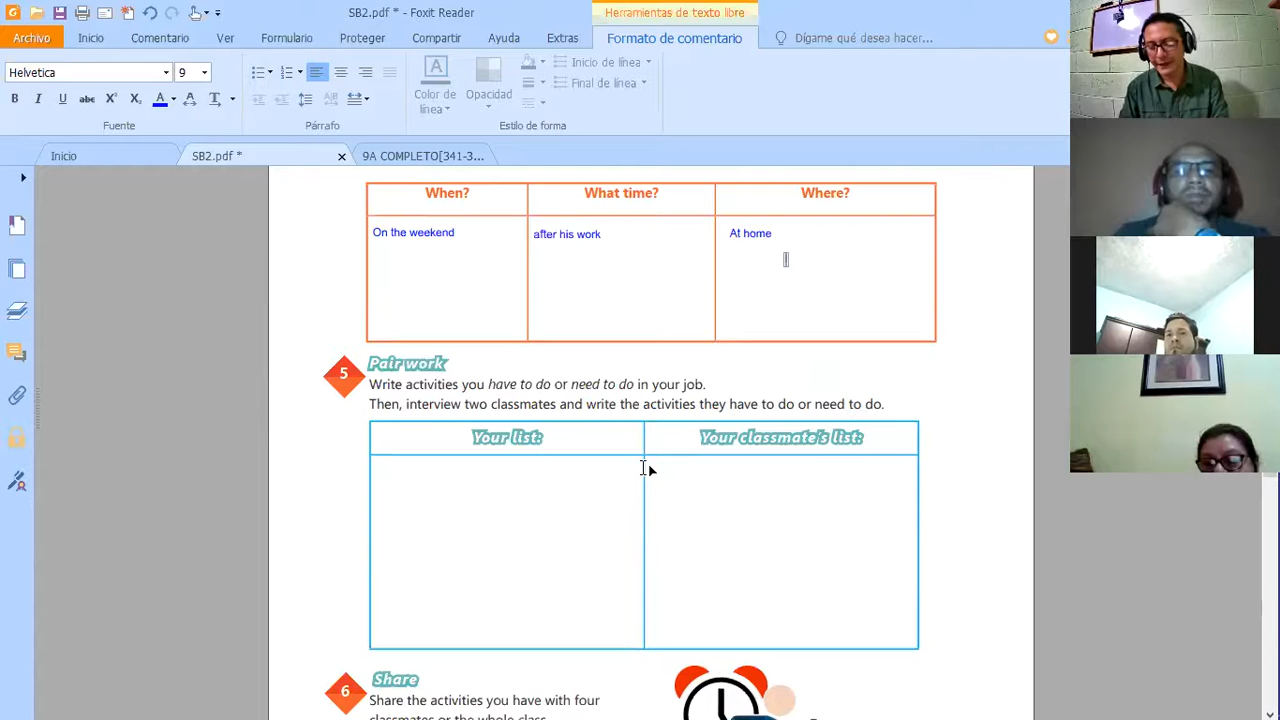 SB2.pdf * - Foxit Reader
Herramientas de texto libre
Archivo
Inicio
Comentario
Ver
Formulario
Proteger
Compartir
Ayuda
Extras
Formato de comentario
Dígame qué desea hacer...
Helvetica
9
Color de línea
Opacidad
Inicio de línea
Final de línea
Fuente
Párrafo
Estilo de forma
Inicio
SB2.pdf *
9A COMPLETO[341-3...
When?
What time?
Where?
On the weekend
after his work
At home
5
Pair work
Write activities you have to do or need to do in your job.
Then, interview two classmates and write the activities they have to do or need to do.
Your list:
Your classmate's list:
6
Share
Share the activities you have with four
classmates or the whole class